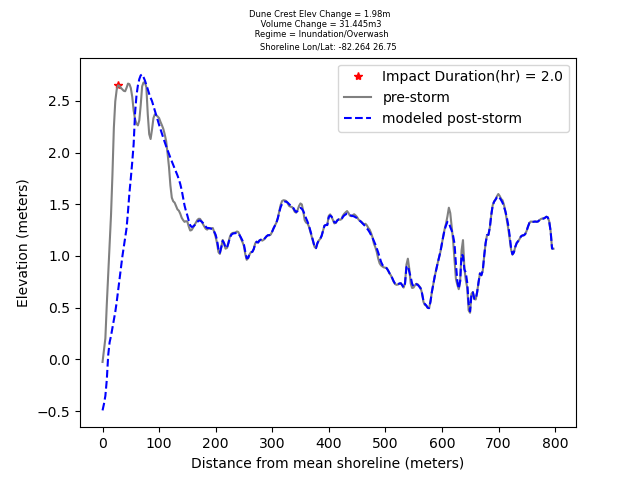 Dune Crest Elev Change = 1.98m
Volume Change = 31.445m3
Regime = Inundation/Overwash
Shoreline Lon/Lat: -82.264 26.75
Impact Duration(hr) = 2.0
pre-storm
modeled post-storm
Elevation (meters)
2.5
2.0
1.5
1.0
0.5
0.0
−0.5
0 100 200 300 400 500 600 700 800
Distance from mean shoreline (meters)